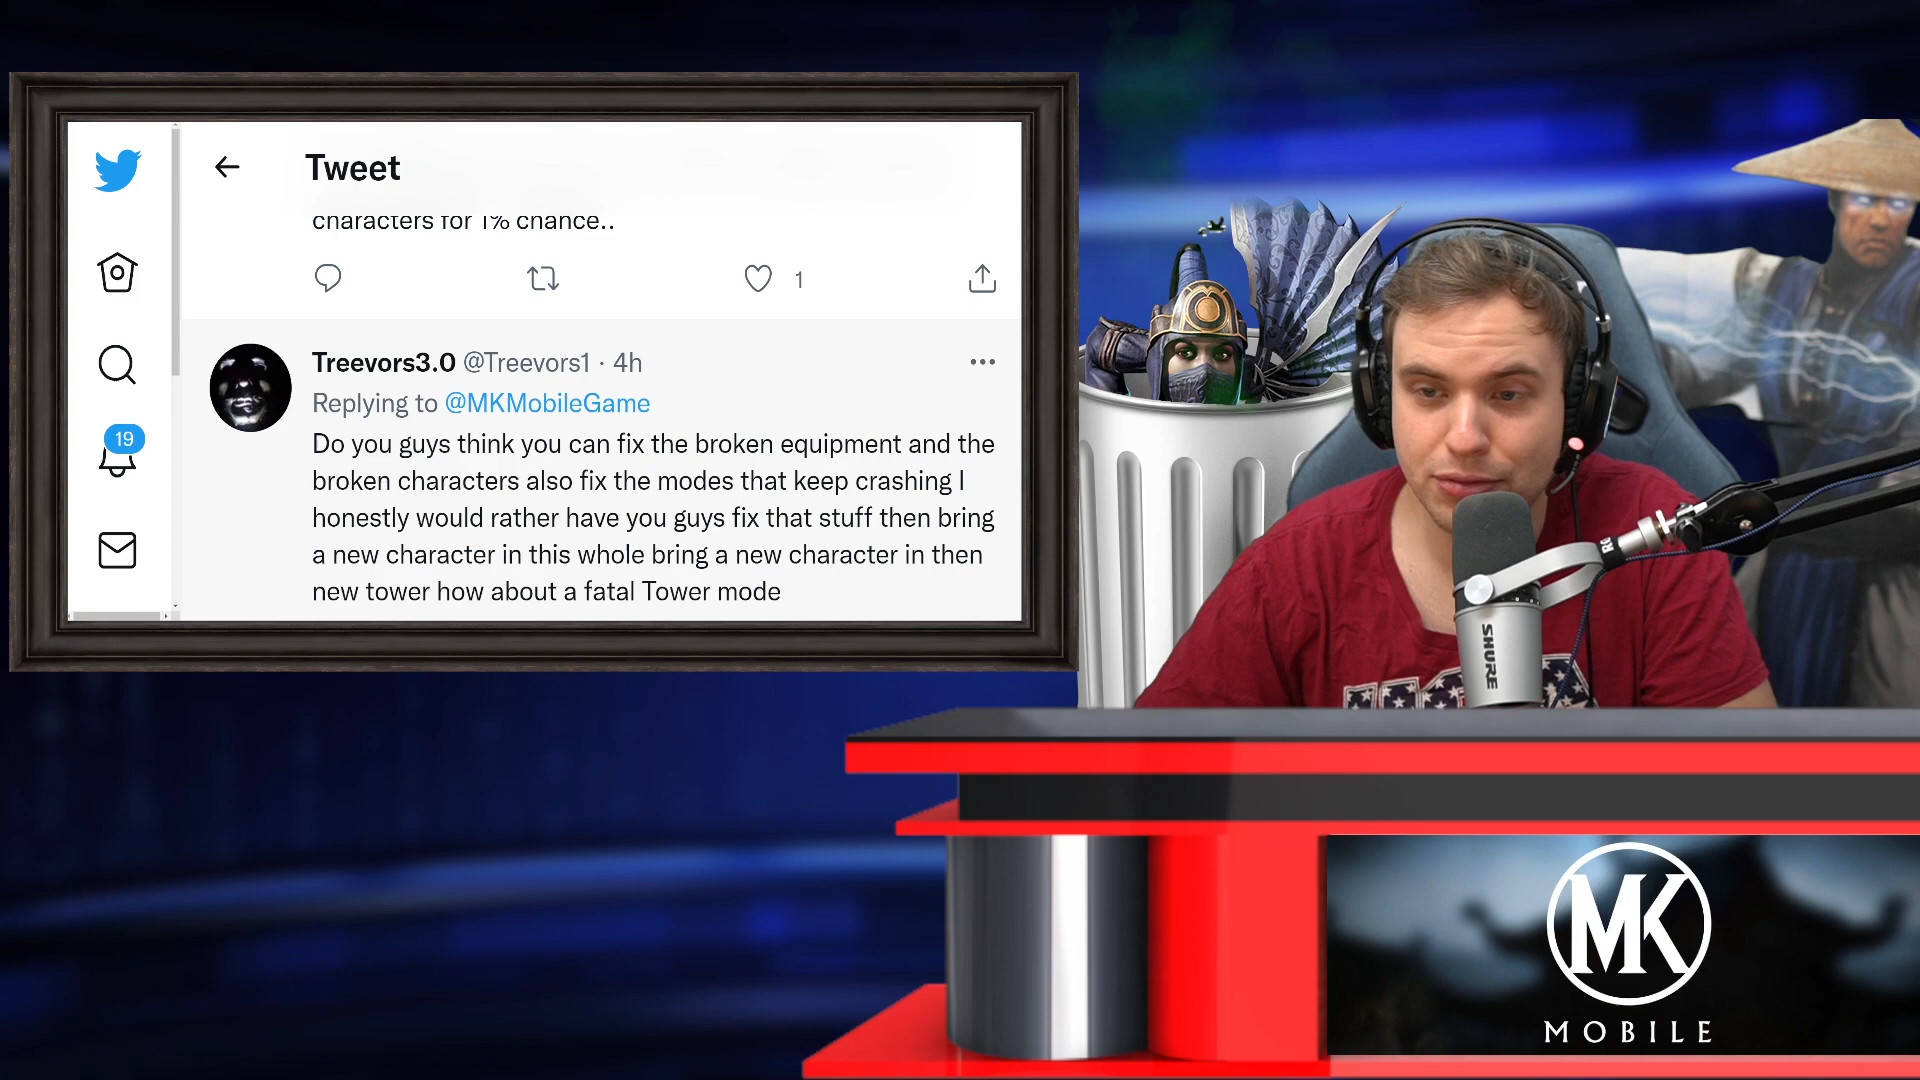 Tweet
characters for 1% chance..
1
Treevors3.0 @Treevors1 · 4h
Replying to @MKMobileGame
19
Do you guys think you can fix the broken equipment and the
broken characters also fix the modes that keep crashing I
honestly would rather have you guys fix that stuff then bring
a new character in this whole bring a new character in then
new tower how about a fatal Tower mode
SHURE
MK
MOBILE